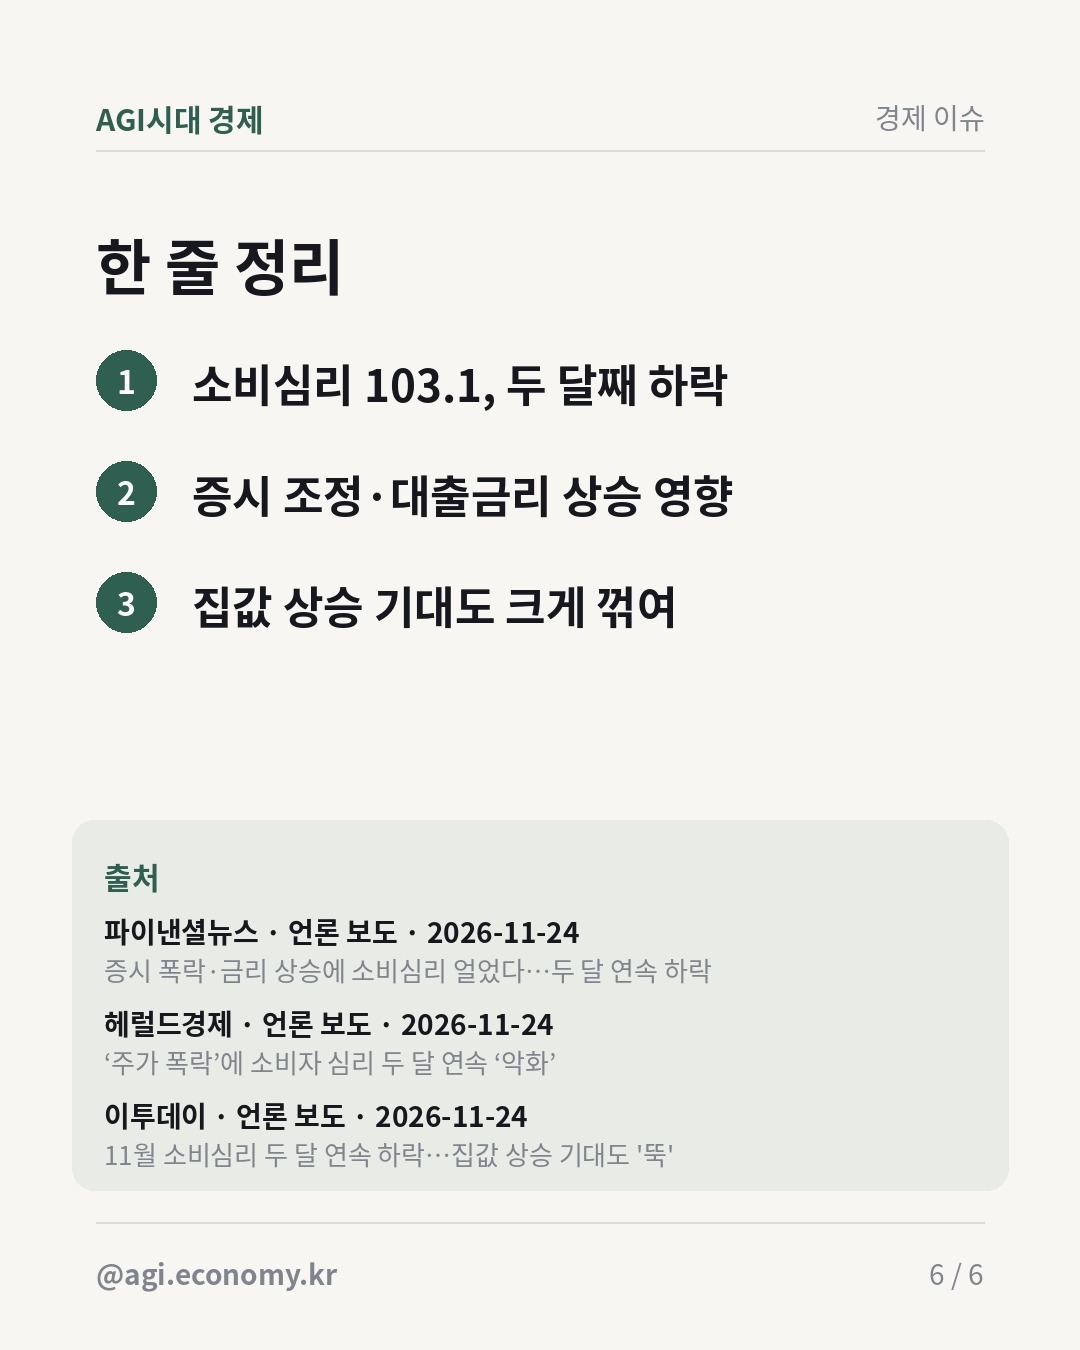 AGI시대 경제
경제 이슈
한 줄 정리
1 소비심리 103.1, 두 달째 하락
2 증시 조정·대출금리 상승 영향
3 집값 상승 기대도 크게 꺾여
출처
파이낸셜뉴스 · 언론 보도 · 2026-11-24
증시 폭락·금리 상승에 소비심리 얼었다…두 달 연속 하락
헤럴드경제 · 언론 보도 · 2026-11-24
‘주가 폭락’에 소비자 심리 두 달 연속 ‘악화’
이투데이 · 언론 보도 · 2026-11-24
11월 소비심리 두 달 연속 하락…집값 상승 기대도 '뚝'
@agi.economy.kr
6 / 6